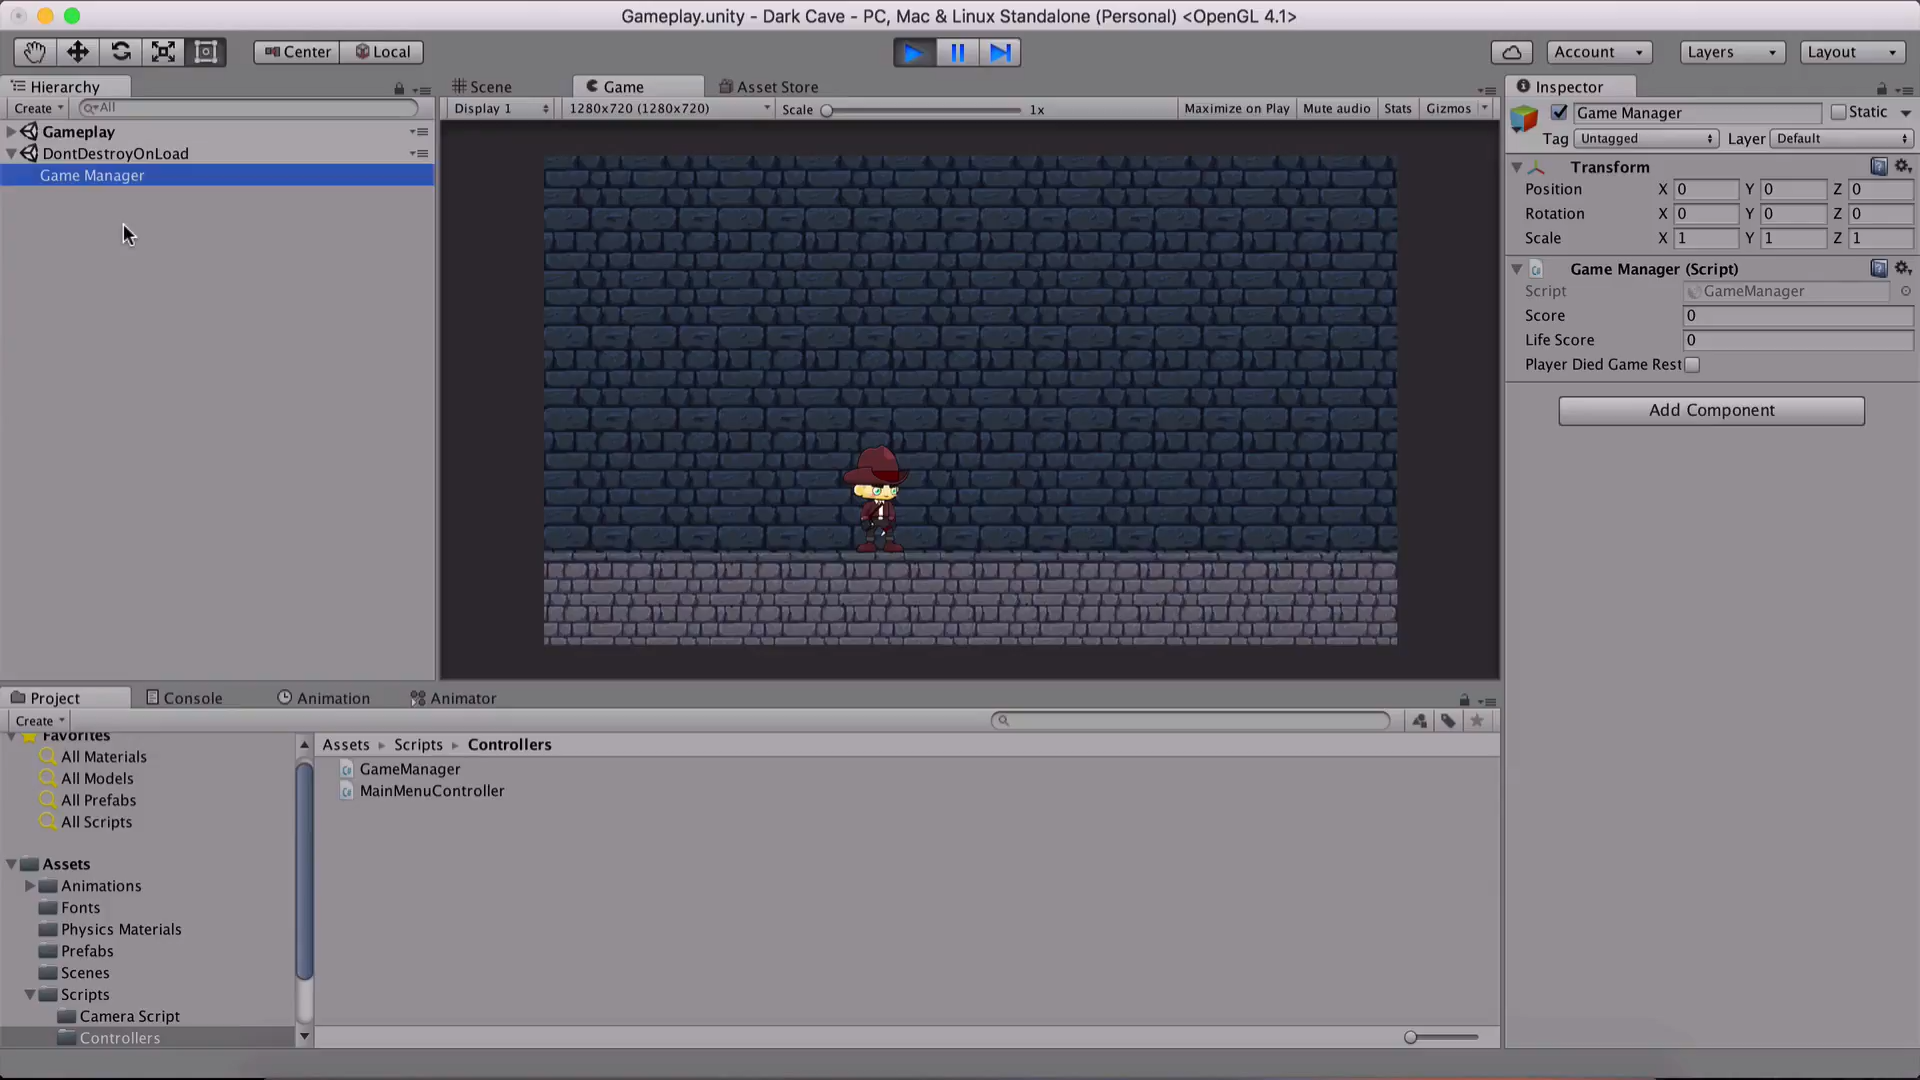 Gameplay.unity - Dark Cave - PC, Mac & Linux Standalone (Personal) <OpenGL 4.1>
Center Local Account Layers Layout
Hierarchy
Create All
Gameplay
DontDestroyOnLoad
Game Manager
Scene Game Asset Store
Display 1 1280x720 (1280x720) Scale 1x Maximize on Play Mute audio Stats Gizmos
Inspector
Game Manager Static
Tag Untagged Layer Default
Transform
Position X 0 Y 0 Z 0
Rotation X 0 Y 0 Z 0
Scale X 1 Y 1 Z 1
Game Manager (Script)
Script GameManager
Score 0
Life Score 0
Player Died Game Rest
Add Component
Project Console Animation Animator
Create
Favorites
All Materials
All Models
All Prefabs
All Scripts
Assets
Animations
Fonts
Physics Materials
Prefabs
Scenes
Scripts
Camera Script
Controllers
Assets Scripts Controllers
GameManager
MainMenuController